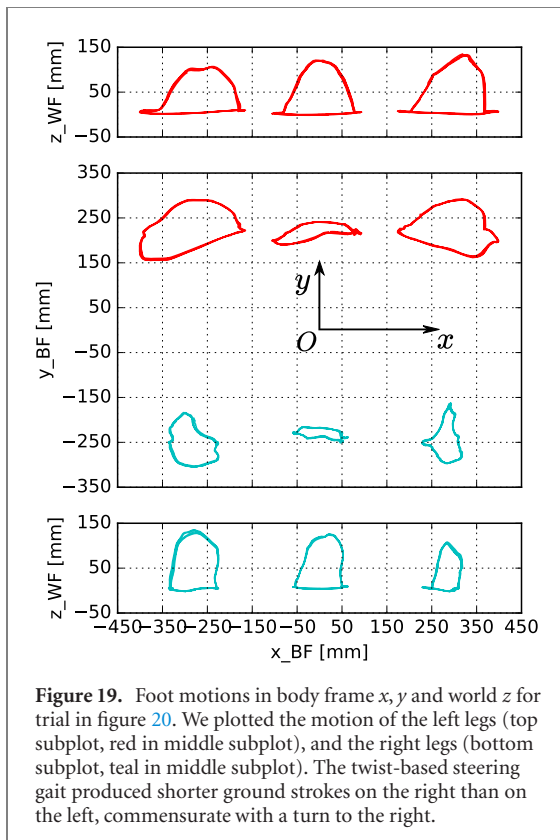 150
50
−50
z_WF [mm]
350
250
150
50
−50
−150
−250
−350
y_BF [mm]
y
O
x
150
50
−50
z_WF [mm]
−450−350−250−150 −50 50 150 250 350 450
x_BF [mm]
Figure 19. Foot motions in body frame x, y and world z for
trial in figure 20. We plotted the motion of the left legs (top
subplot, red in middle subplot), and the right legs (bottom
subplot, teal in middle subplot). The twist-based steering
gait produced shorter ground strokes on the right than on
the left, commensurate with a turn to the right.